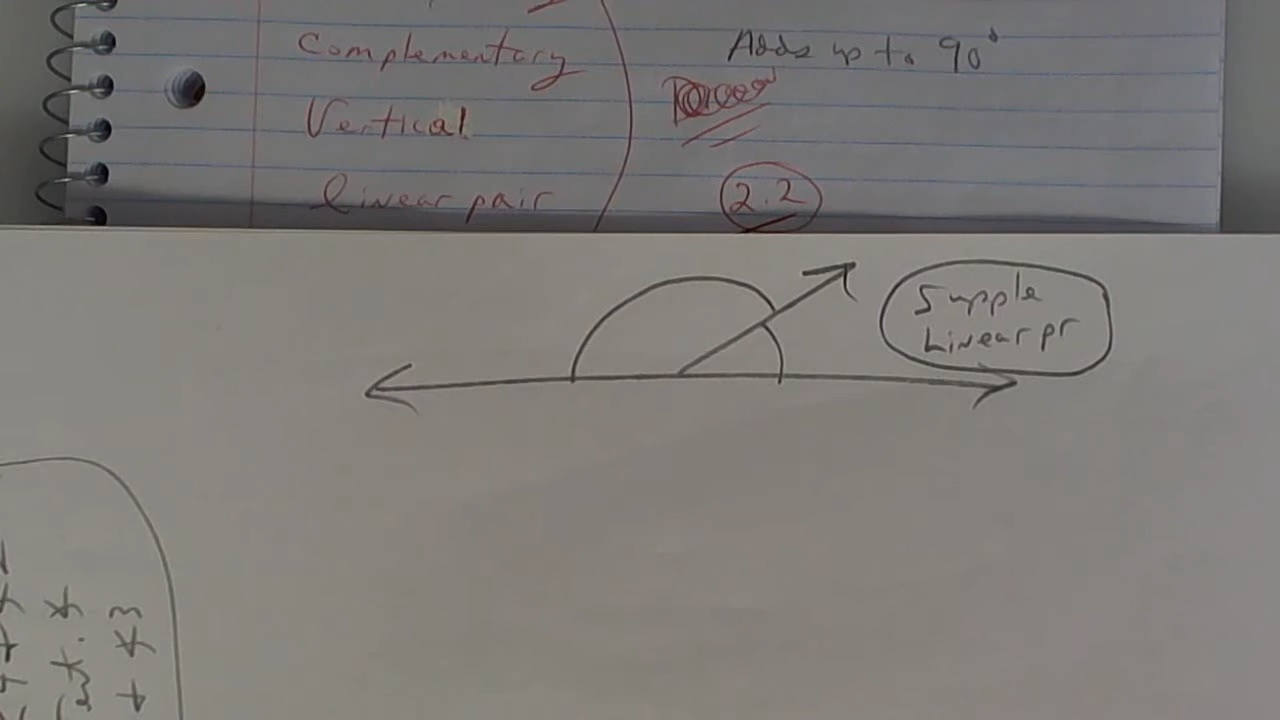 Complementary
Adds up to 90°
Vertical
linear pair
2.2
Supple
Linear pr